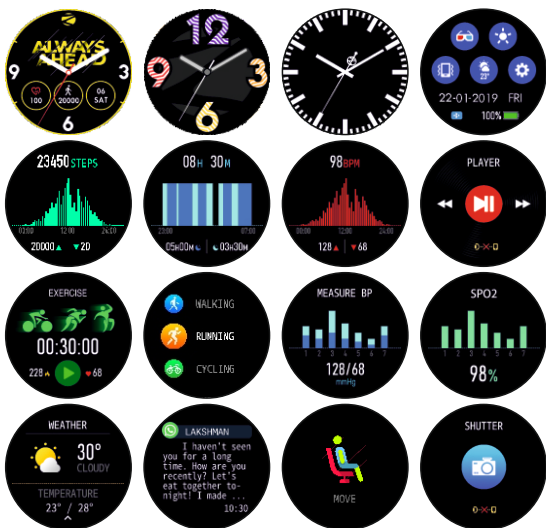 ALWAYS
AHEAD
9
3
100
20000
06
SAT
6
12
9
3
6
23°
22-01-2019 FRI
100%
23450 STEPS
03:00 12:00 24:00
20000 20
08H 30M
23:00 07:00
05H00M 03H30M
98BPM
00:00 12:00 24:00
128 68
PLAYER
EXERCISE
00:30:00
228 68
WALKING
RUNNING
CYCLING
MEASURE BP
1 2 3 4 5 6 7
128/68
mmHg
SPO2
1 2 3 4 5 6 7
98%
WEATHER
30°
CLOUDY
TEMPERATURE
23° / 28°
LAKSHMAN
I haven't seen
you for a long
time. How are you
recently? Let's
eat together to-
night! I made ...
10:30
MOVE
SHUTTER